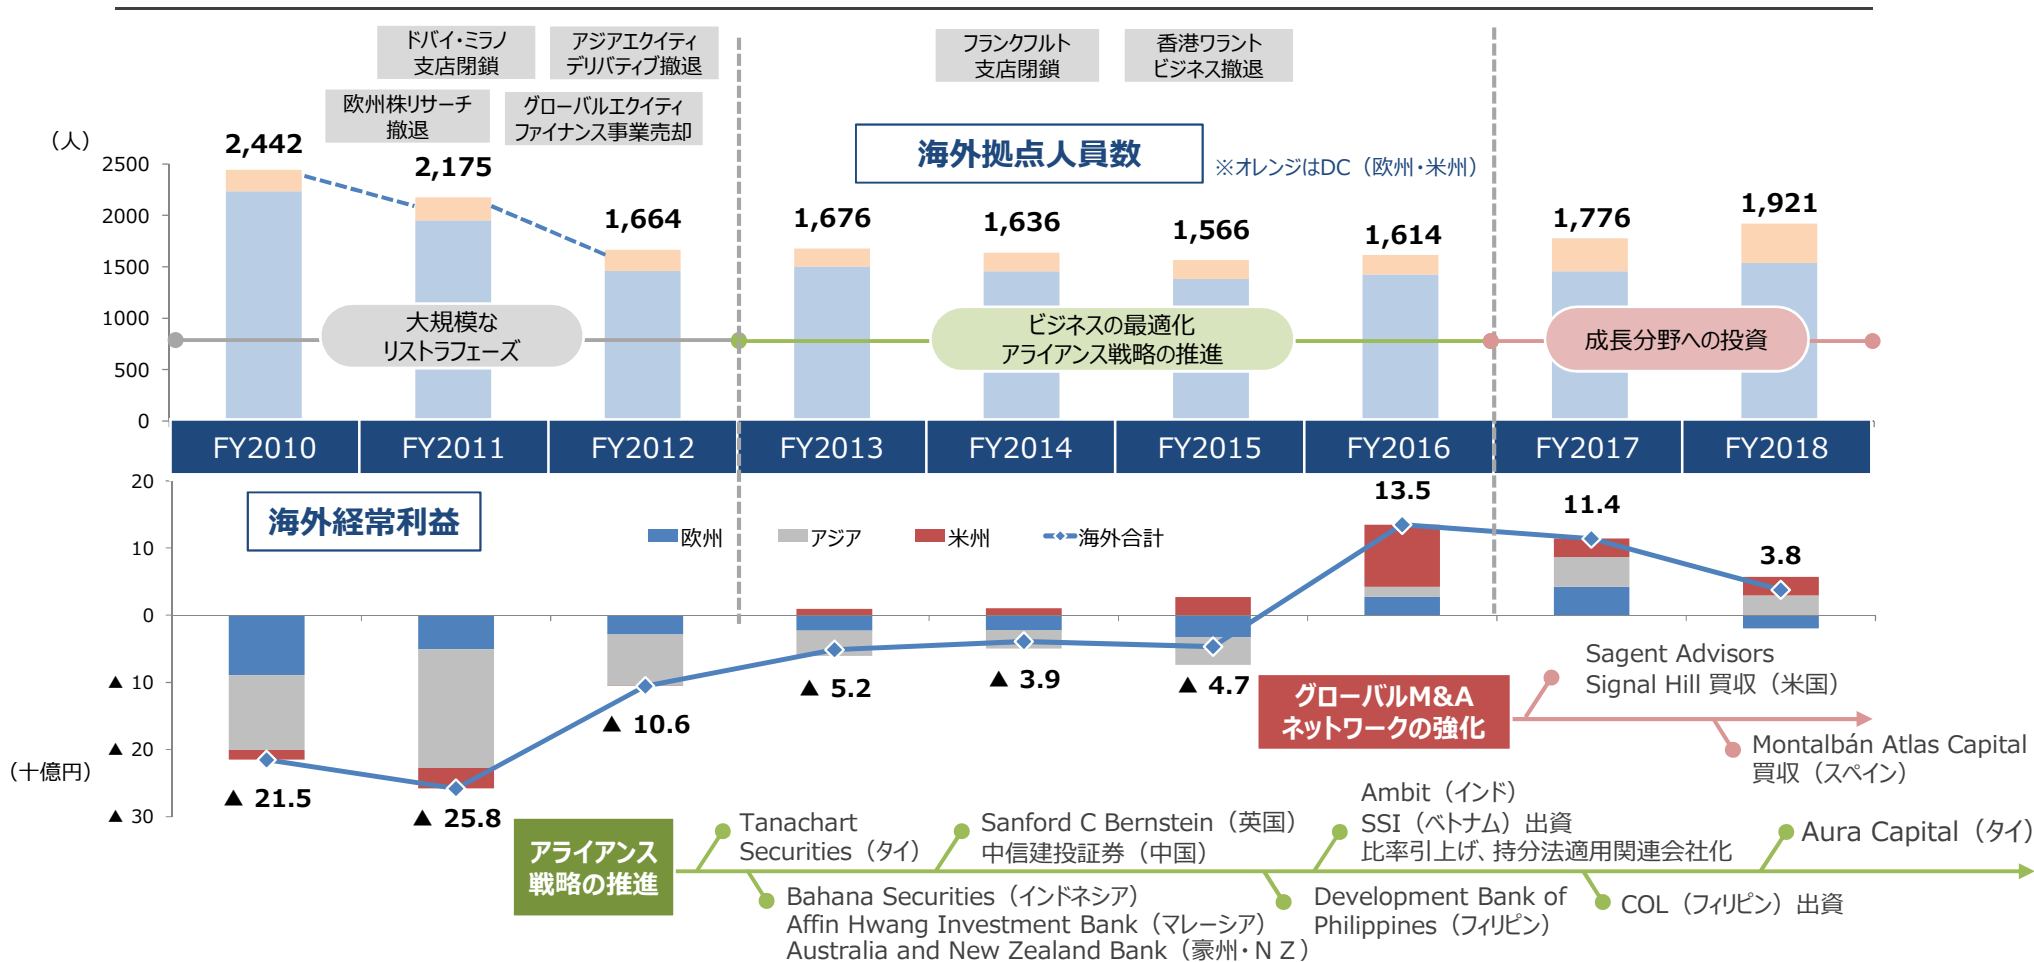 ドバイ・ミラノ
支店閉鎖
アジアエクイティ
デリバティブ撤退
フランクフルト
支店閉鎖
香港ワラント
ビジネス撤退
欧州株リサーチ
撤退
グローバルエクイティ
ファイナンス事業売却
（人）
海外拠点人員数
※オレンジはDC（欧州・米州）
2,442
2,175
1,664
1,676
1,636
1,566
1,614
1,776
1,921
2500
2000
1500
1000
500
0
大規模な
リストラフェーズ
ビジネスの最適化
アライアンス戦略の推進
成長分野への投資
FY2010
FY2011
FY2012
FY2013
FY2014
FY2015
FY2016
FY2017
FY2018
海外経常利益
欧州
アジア
米州
海外合計
20
10
0
▲ 10
▲ 20
▲ 30
（十億円）
▲ 21.5
▲ 25.8
▲ 10.6
▲ 5.2
▲ 3.9
▲ 4.7
13.5
11.4
3.8
グローバルM&A
ネットワークの強化
Sagent Advisors
Signal Hill 買収（米国）
Montalbán Atlas Capital
買収（スペイン）
アライアンス
戦略の推進
Tanachart
Securities（タイ）
Sanford C Bernstein（英国）
中信建投証券（中国）
Ambit（インド）
SSI（ベトナム）出資
比率引上げ、持分法適用関連会社化
Aura Capital（タイ）
Bahana Securities（インドネシア）
Affin Hwang Investment Bank（マレーシア）
Australia and New Zealand Bank（豪州・ＮＺ）
Development Bank of
Philippines（フィリピン）
COL（フィリピン）出資